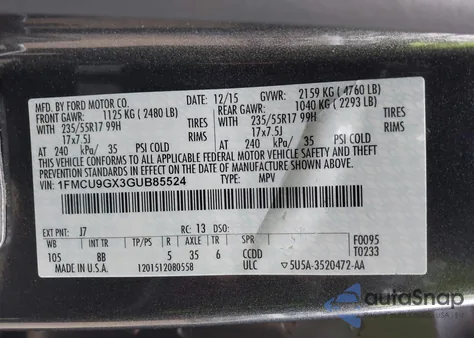 MFD. BY FORD MOTOR CO. 12/15 GVWR: 2159 KG ( 4760 LB)
FRONT GAWR: 1125 KG ( 2480 LB) REAR GAWR: 1040 KG ( 2293 LB)
WITH 235/55R17 99H TIRES WITH 235/55R17 99H TIRES
17x7.5J RIMS 17x7.5J RIMS
AT 240 kPa/ 35 PSI COLD AT 240 kPa/ 35 PSI COLD
THIS VEHICLE CONFORMS TO ALL APPLICABLE FEDERAL MOTOR VEHICLE SAFETY AND THEFT PREVENTION STANDARDS IN
EFFECT ON THE DATE OF MANUFACTURE SHOWN ABOVE.
VIN: 1FMCU9GX3GUB85524 TYPE: MPV
EXT PNT: J7 RC: 13 DSO: F0095
WB INT TR TP/PS R AXLE TR SPR T0233
105 8B 5 35 6 CCDD
MADE IN U.S.A. 1201512080558 ULC 5U5A-3520472-AA
autoSnap